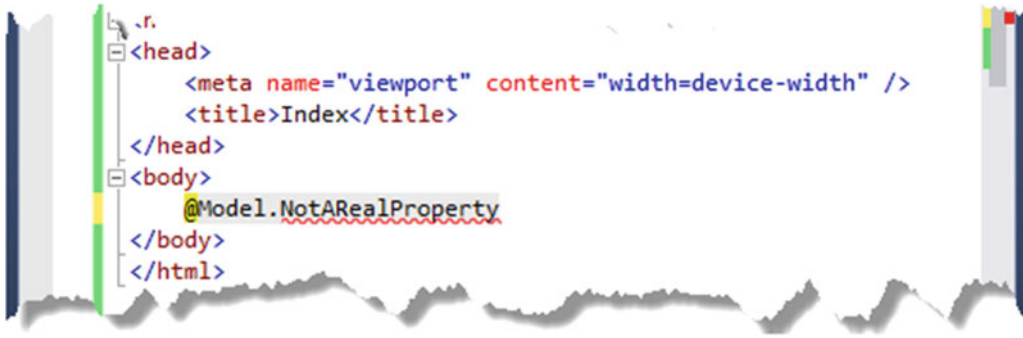 <head>
<meta name="viewport" content="width=device-width" />
<title>Index</title>
</head>
<body>
@Model.NotARealProperty
</body>
</html>